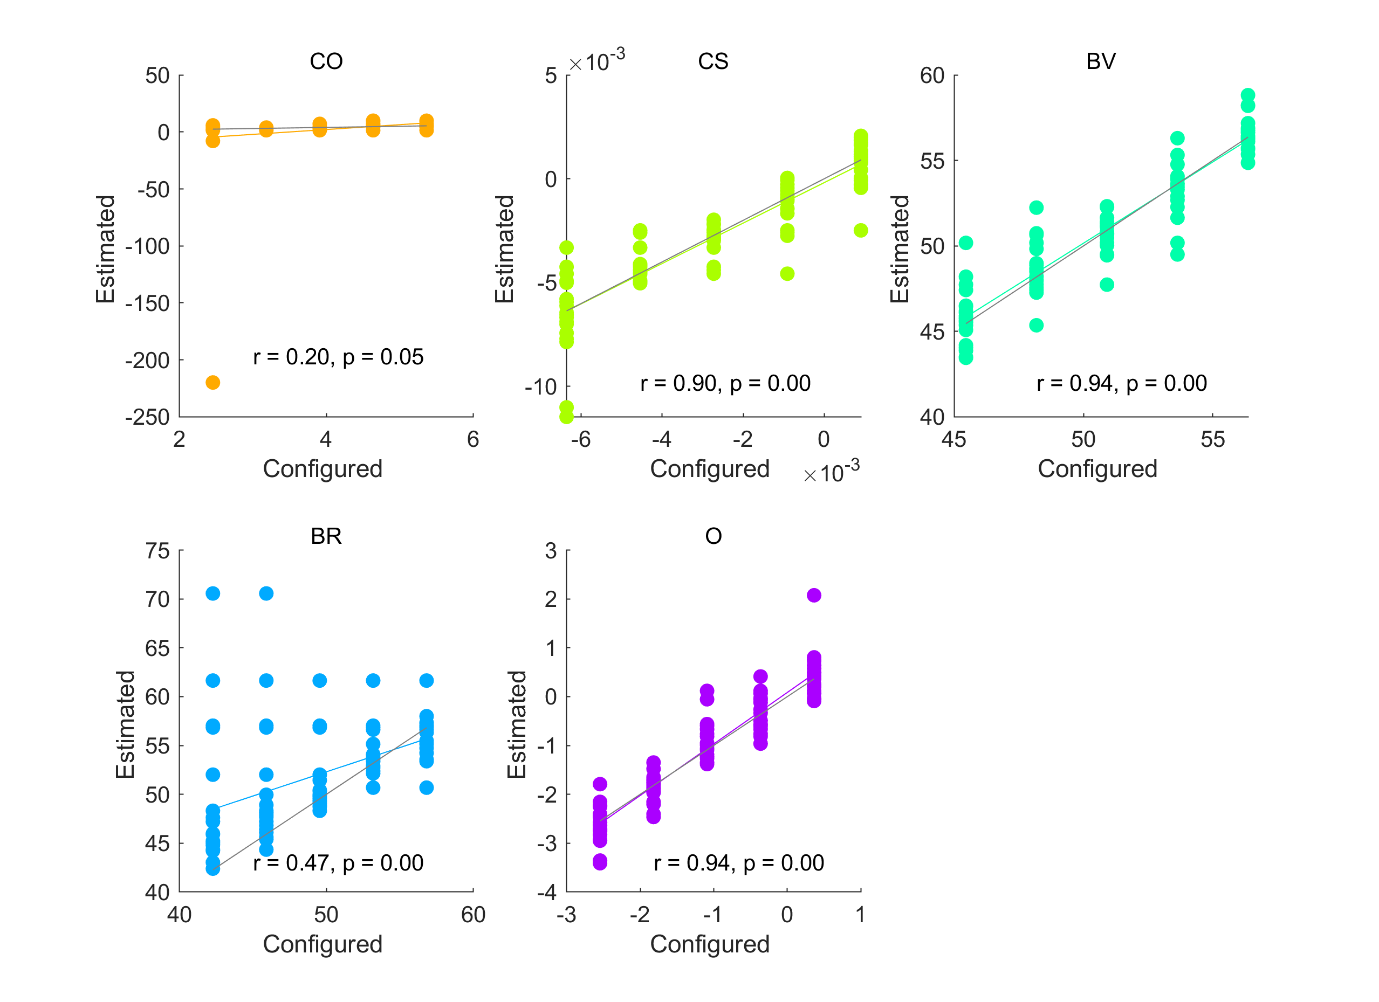 CO
50
0
-50
-100
-150
-200
-250
Estimated
r = 0.20, p = 0.05
2 4 6
Configured
CS
×10-3
5
0
-5
-10
Estimated
r = 0.90, p = 0.00
-6 -4 -2 0
Configured
×10-3
BV
60
55
50
45
40
Estimated
r = 0.94, p = 0.00
45 50 55
Configured
BR
75
70
65
60
55
50
45
40
Estimated
r = 0.47, p = 0.00
40 50 60
Configured
O
3
2
1
0
-1
-2
-3
-4
Estimated
r = 0.94, p = 0.00
-3 -2 -1 0 1
Configured